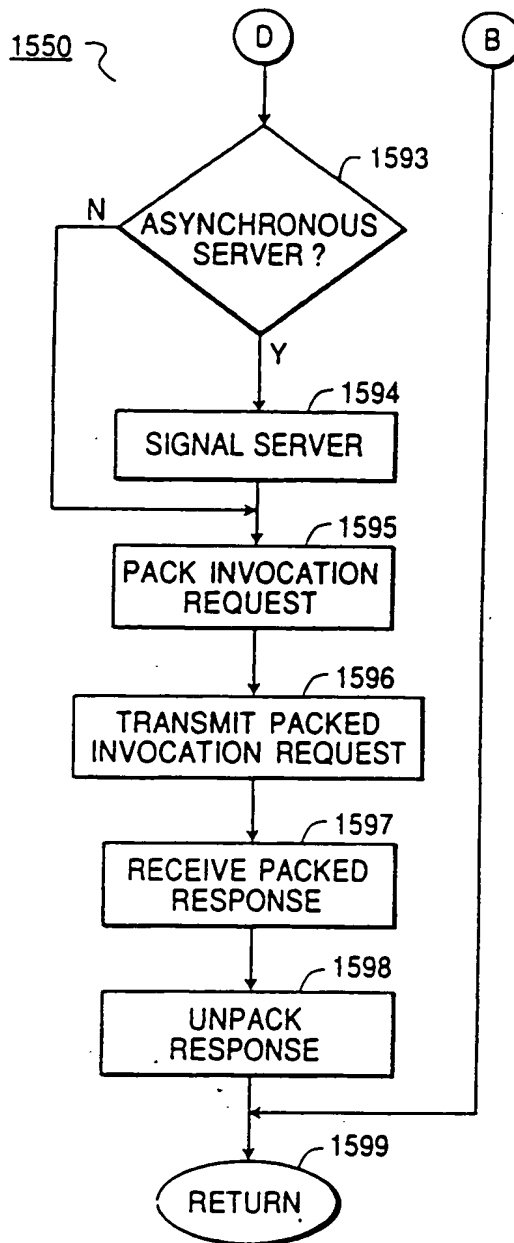 1550
D
B
1593
N
ASYNCHRONOUS
SERVER ?
Y
1594
SIGNAL SERVER
1595
PACK INVOCATION
REQUEST
1596
TRANSMIT PACKED
INVOCATION REQUEST
1597
RECEIVE PACKED
RESPONSE
1598
UNPACK
RESPONSE
1599
RETURN